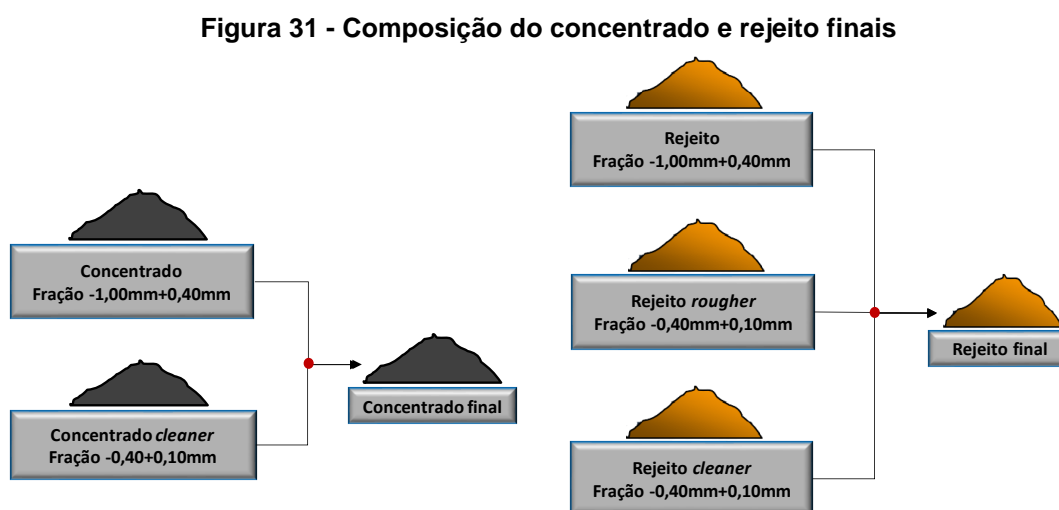 Figura 31 - Composição do concentrado e rejeito finais
Concentrado
Fração -1,00mm+0,40mm
Concentrado cleaner
Fração -0,40+0,10mm
Concentrado final
Rejeito
Fração -1,00mm+0,40mm
Rejeito rougher
Fração -0,40mm+0,10mm
Rejeito cleaner
Fração -0,40mm+0,10mm
Rejeito final